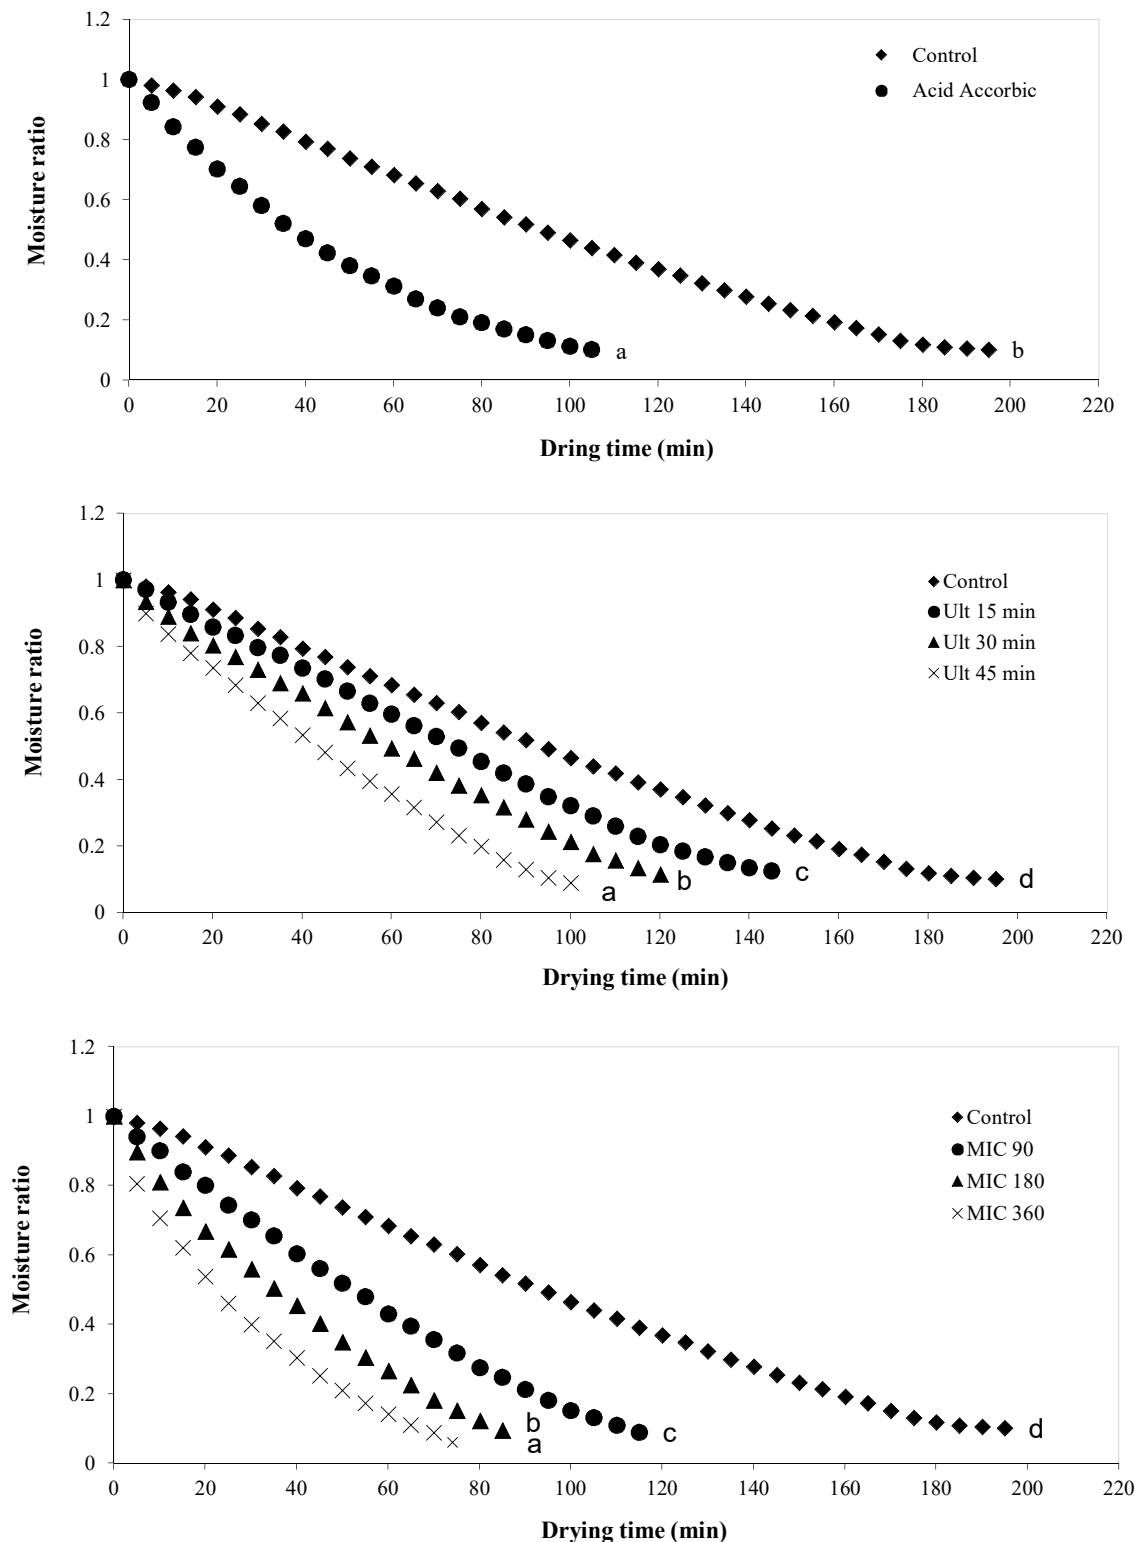 1.2
1
0.8
0.6
0.4
0.2
0
Moisture ratio
Control
Acid Accorbic
a
b
0 20 40 60 80 100 120 140 160 180 200 220
Dring time (min)
1.2
1
0.8
0.6
0.4
0.2
0
Moisture ratio
Control
Ult 15 min
Ult 30 min
Ult 45 min
a b c d
0 20 40 60 80 100 120 140 160 180 200 220
Drying time (min)
1.2
1
0.8
0.6
0.4
0.2
0
Moisture ratio
Control
MIC 90
MIC 180
MIC 360
b
a
c
d
0 20 40 60 80 100 120 140 160 180 200 220
Drying time (min)